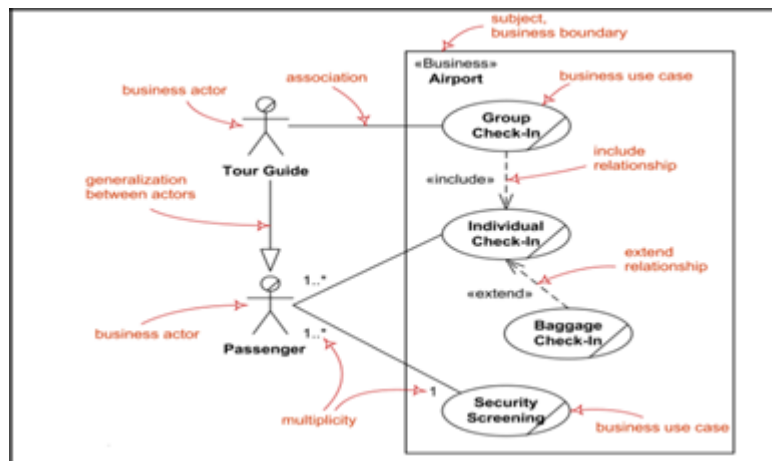 subject,
business boundary
«Business»
Airport
business use case
association
business actor
Group
Check-In
Tour Guide
include
relationship
«include»
generalization
between actors
Individual
Check-In
extend
relationship
1..*
«extend»
business actor
Baggage
Check-In
1..*
Passenger
multiplicity
1
Security
Screening
business use case